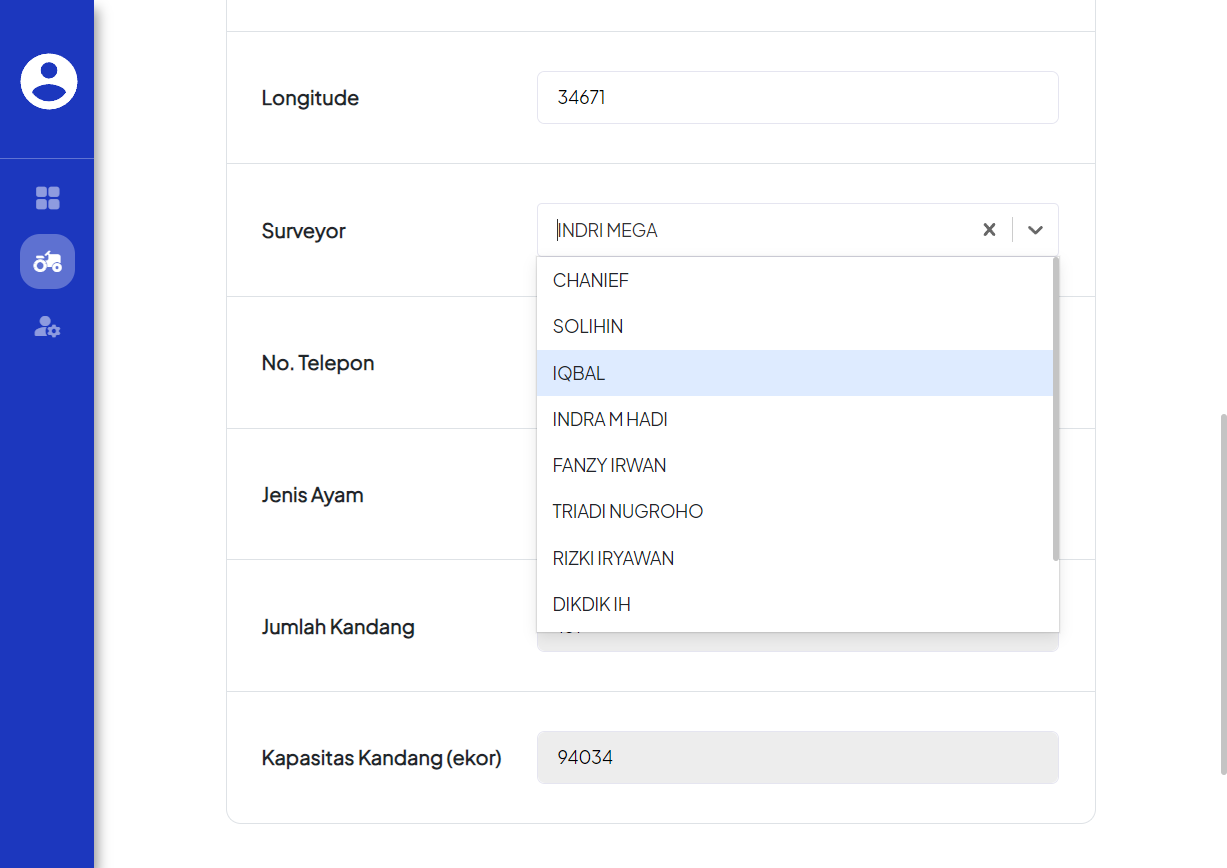 Longitude
34671
Surveyor
INDRI MEGA
CHANIEF
SOLIHIN
IQBAL
INDRA M HADI
FANZY IRWAN
TRIADI NUGROHO
RIZKI IRYAWAN
DIKDIK IH
No. Telepon
Jenis Ayam
Jumlah Kandang
Kapasitas Kandang (ekor)
94034